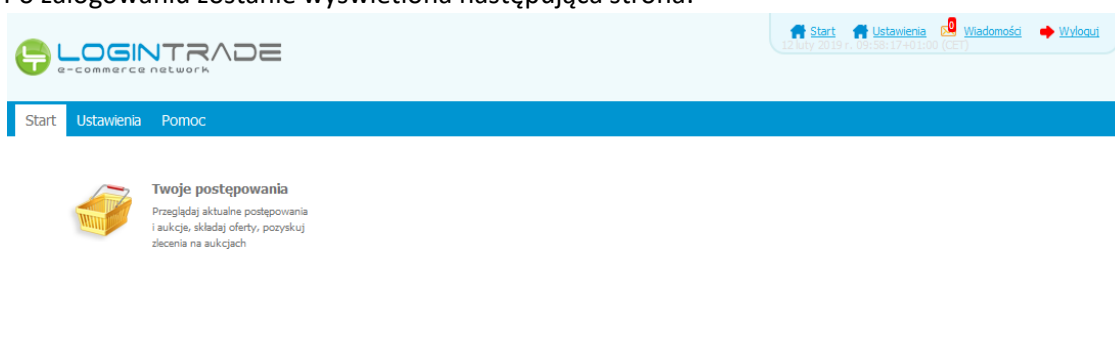 Po zalogowaniu zostanie wyświetlona następująca strona:
Start Ustawienia 0 Wiadomości Wyloguj
12 luty 2019 r. 09:58:17+01:00 (CET)
LOGINTRADE
e-commerce network
Start Ustawienia Pomoc
Twoje postępowania
Przeglądaj aktualne postępowania
i aukcje, składaj oferty, pozyskuj
zlecenia na aukcjach